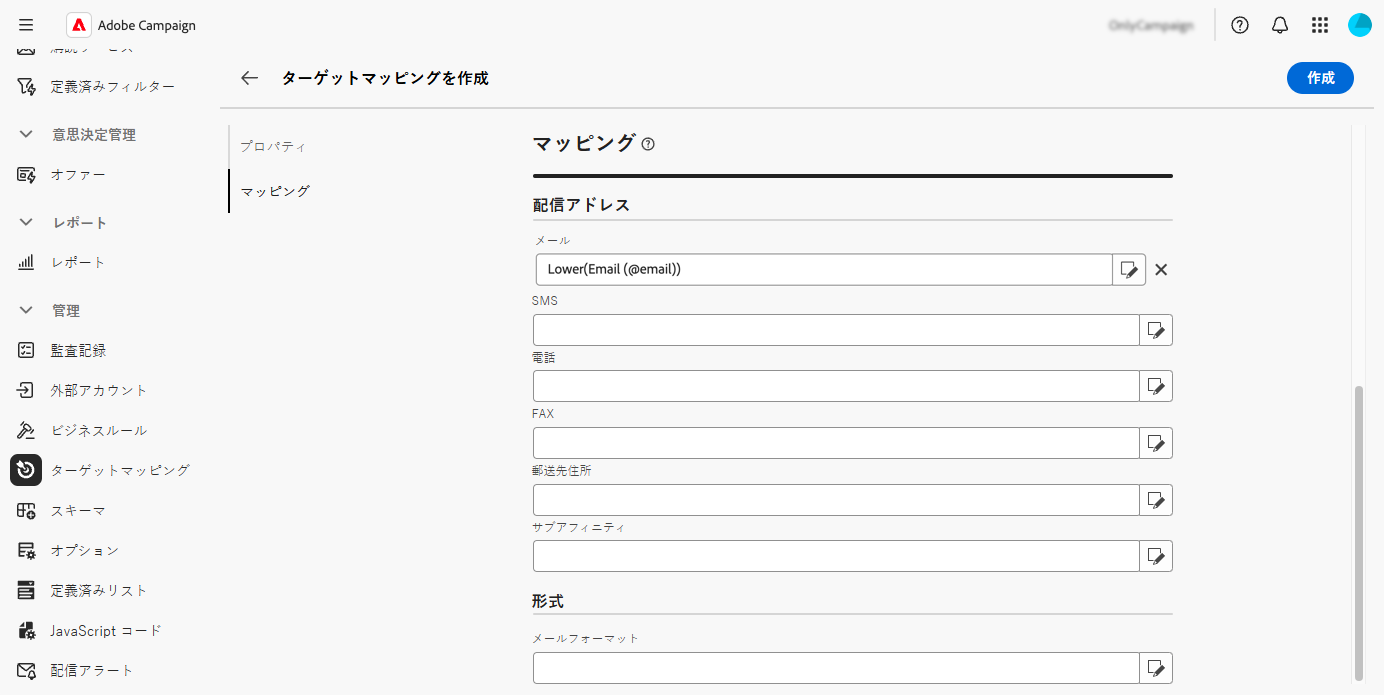 Adobe Campaign
定義済みフィルター
意思決定管理
オファー
レポート
レポート
管理
監査記録
外部アカウント
ビジネスルール
ターゲットマッピング
スキーマ
オプション
定義済みリスト
JavaScript コード
配信アラート
ターゲットマッピングを作成
作成
プロパティ
マッピング
マッピング
配信アドレス
メール
Lower(Email (@email))
SMS
電話
FAX
郵送先住所
サブアフィニティ
形式
メールフォーマット